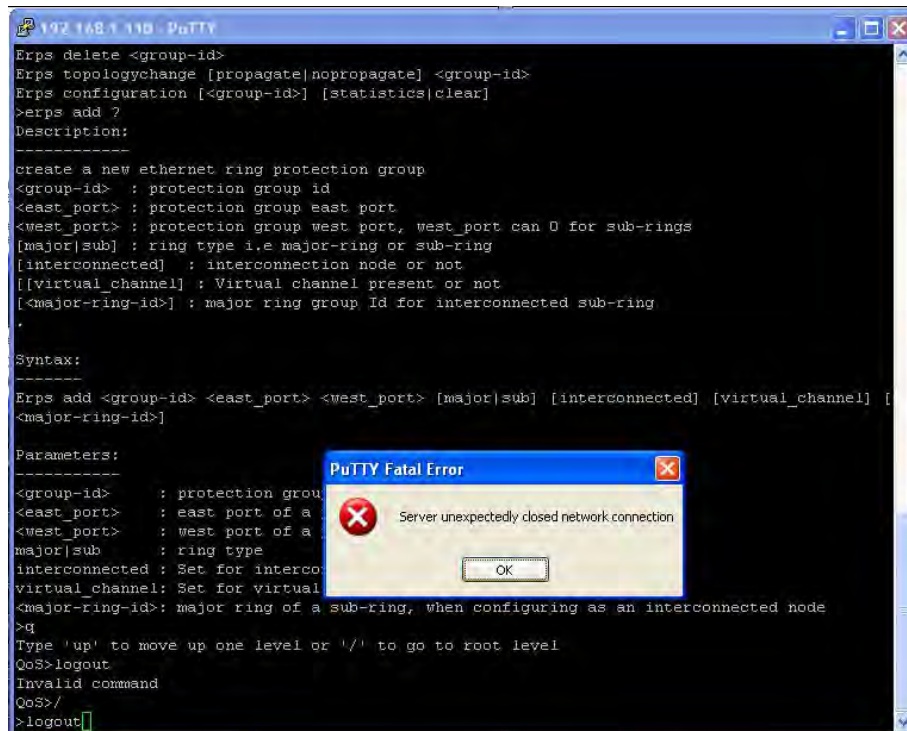 192.168.1.110 - PuTTY
Erps delete <group-id>
Erps topologychange [propagate|nopropagate] <group-id>
Erps configuration [<group-id>] [statistics|clear]
>erps add ?
Description:
------------
create a new ethernet ring protection group
<group-id>  : protection group id
<east_port> : protection group east port
<west_port> : protection group west port, west_port can 0 for sub-rings
[major|sub] : ring type i.e major-ring or sub-ring
[interconnected]  : interconnection node or not
[[virtual_channel] : Virtual channel present or not
[<major-ring-id>] : major ring group Id for interconnected sub-ring
.
Syntax:
-------
Erps add <group-id> <east_port> <west_port> [major|sub] [interconnected] [virtual_channel] [
<major-ring-id>]
Parameters:
-----------
<group-id>     : protection grou
<east_port>    : east port of a
<west_port>    : west port of a
major|sub      : ring type
interconnected : Set for interco
virtual_channel: Set for virtual
<major-ring-id>: major ring of a sub-ring, when configuring as an interconnected node
>q
Type 'up' to move up one level or '/' to go to root level
QoS>logout
Invalid command
QoS>/
>logout
PuTTY Fatal Error
Server unexpectedly closed network connection
OK